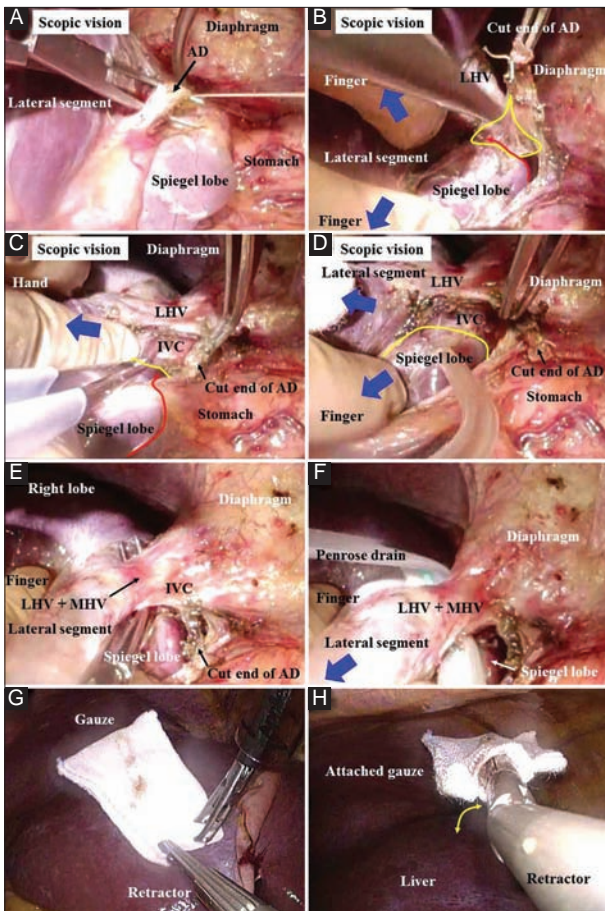 A
Scopic vision
Diaphragm
AD
Lateral segment
Stomach
Spiegel lobe
B
Scopic vision
Cut end of AD
LHV
Diaphragm
Finger
Lateral segment
Spiegel lobe
Finger
C
Scopic vision
Diaphragm
Hand
LHV
IVC
Cut end of AD
Stomach
Spiegel lobe
D
Scopic vision
Lateral segment
LHV
Diaphragm
IVC
Spiegel lobe
Cut end of AD
Finger
E
Right lobe
Diaphragm
Finger
IVC
LHV + MHV
Lateral segment
Spiegel lobe
Cut end of AD
F
Diaphragm
Penrose drain
Finger
LHV + MHV
Lateral segment
Spiegel lobe
G
Gauze
Retractor
H
Attached gauze
Liver
Retractor